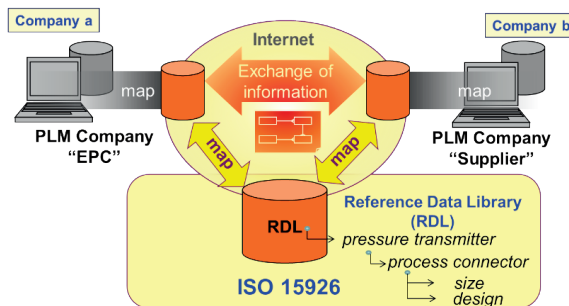 Company a
Company b
Internet
Exchange of
information
map
map
PLM Company
“EPC”
PLM Company
“Supplier”
map
map
Reference Data Library
(RDL)
RDL
pressure transmitter
process connector
size
design
ISO 15926